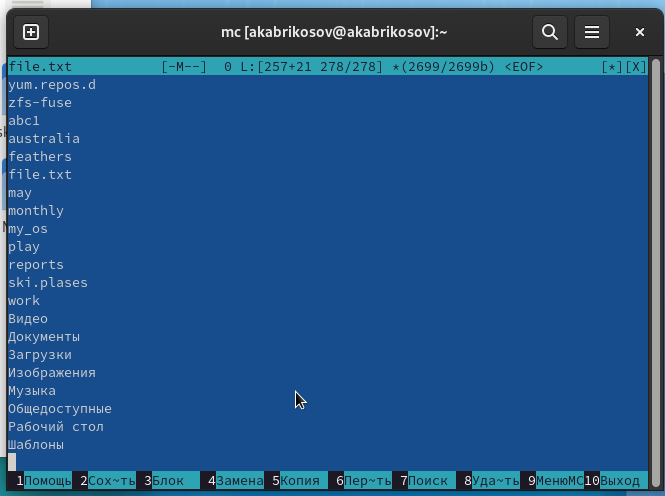 mc [akabrikosov@akabrikosov]:~
file.txt [-M--] 0 L:[257+21 278/278] *(2699/2699b) <EOF> [*][X]
yum.repos.d
zfs-fuse
abc1
australia
feathers
file.txt
may
monthly
my_os
play
reports
ski.plases
work
Видео
Документы
Загрузки
Изображения
Музыка
Общедоступные
Рабочий стол
Шаблоны
1Помощь 2Сох~ть 3Блок 4Замена 5Копия 6Пер~ть 7Поиск 8Уда~ть 9МенюMC 10Выход